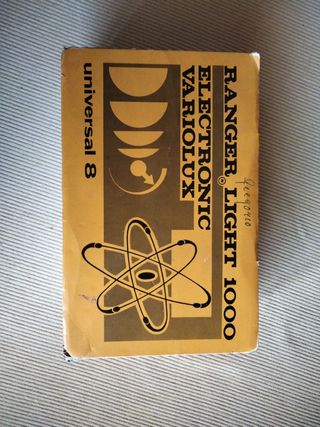 RANGER LIGHT 1000
ELECTRONIC
VARIOLUX
universal 8